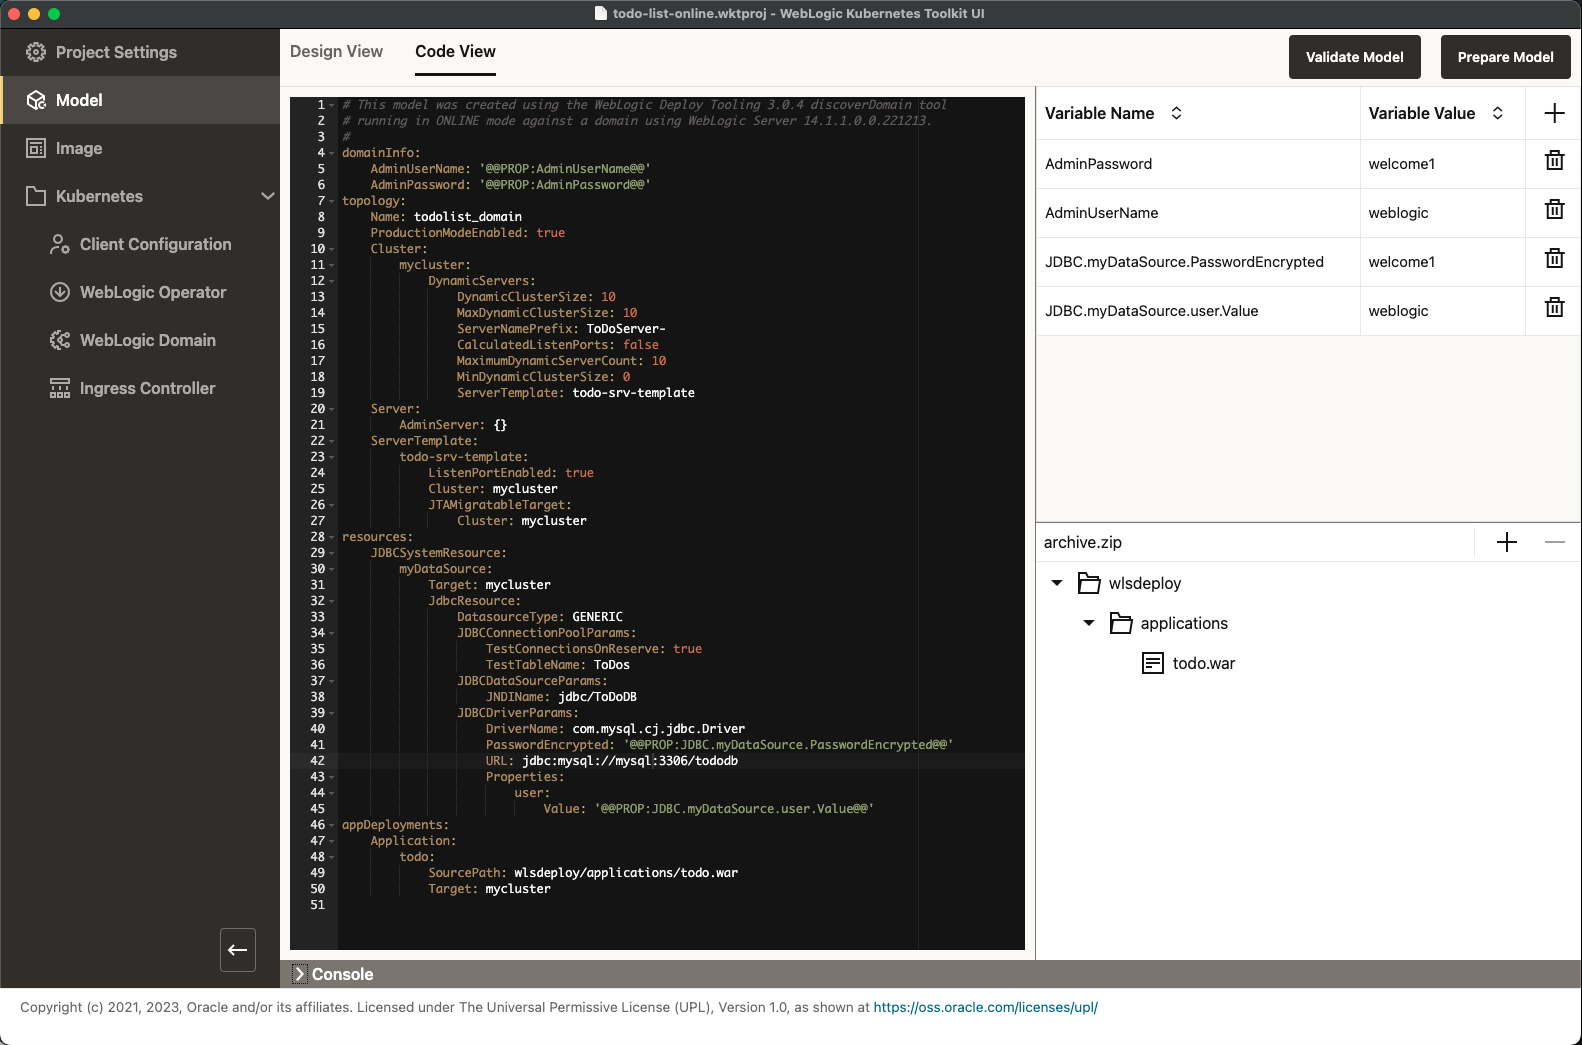 todo-list-online.wktproj - WebLogic Kubernetes Toolkit UI
Project Settings
Model
Image
Kubernetes
Client Configuration
WebLogic Operator
WebLogic Domain
Ingress Controller
Design View
Code View
Validate Model
Prepare Model
1 # This model was created using the WebLogic Deploy Tooling 3.0.4 discoverDomain tool
2 # running in ONLINE mode against a domain using WebLogic Server 14.1.1.0.0.221213.
3 #
4 domainInfo:
5     AdminUserName: '@@PROP:AdminUserName@@'
6     AdminPassword: '@@PROP:AdminPassword@@'
7 topology:
8     Name: todolist_domain
9     ProductionModeEnabled: true
10     Cluster:
11         mycluster:
12             DynamicServers:
13                 DynamicClusterSize: 10
14                 MaxDynamicClusterSize: 10
15                 ServerNamePrefix: ToDoServer-
16                 CalculatedListenPorts: false
17                 MaximumDynamicServerCount: 10
18                 MinDynamicClusterSize: 0
19                 ServerTemplate: todo-srv-template
20     Server:
21         AdminServer: {}
22     ServerTemplate:
23         todo-srv-template:
24             ListenPortEnabled: true
25             Cluster: mycluster
26             JTAMigratableTarget:
27                 Cluster: mycluster
28 resources:
29     JDBCSystemResource:
30         myDataSource:
31             Target: mycluster
32             JdbcResource:
33                 DatasourceType: GENERIC
34                 JDBCConnectionPoolParams:
35                     TestConnectionsOnReserve: true
36                     TestTableName: ToDos
37                 JDBCDataSourceParams:
38                     JNDIName: jdbc/ToDoDB
39                 JDBCDriverParams:
40                     DriverName: com.mysql.cj.jdbc.Driver
41                     PasswordEncrypted: '@@PROP:JDBC.myDataSource.PasswordEncrypted@@'
42                     URL: jdbc:mysql://mysql:3306/tododb
43                     Properties:
44                         user:
45                             Value: '@@PROP:JDBC.myDataSource.user.Value@@'
46 appDeployments:
47     Application:
48         todo:
49             SourcePath: wlsdeploy/applications/todo.war
50             Target: mycluster
51
Variable Name Variable Value
AdminPassword welcome1
AdminUserName weblogic
JDBC.myDataSource.PasswordEncrypted welcome1
JDBC.myDataSource.user.Value weblogic
archive.zip
wlsdeploy
applications
todo.war
Console
Copyright (c) 2021, 2023, Oracle and/or its affiliates. Licensed under The Universal Permissive License (UPL), Version 1.0, as shown at https://oss.oracle.com/licenses/upl/